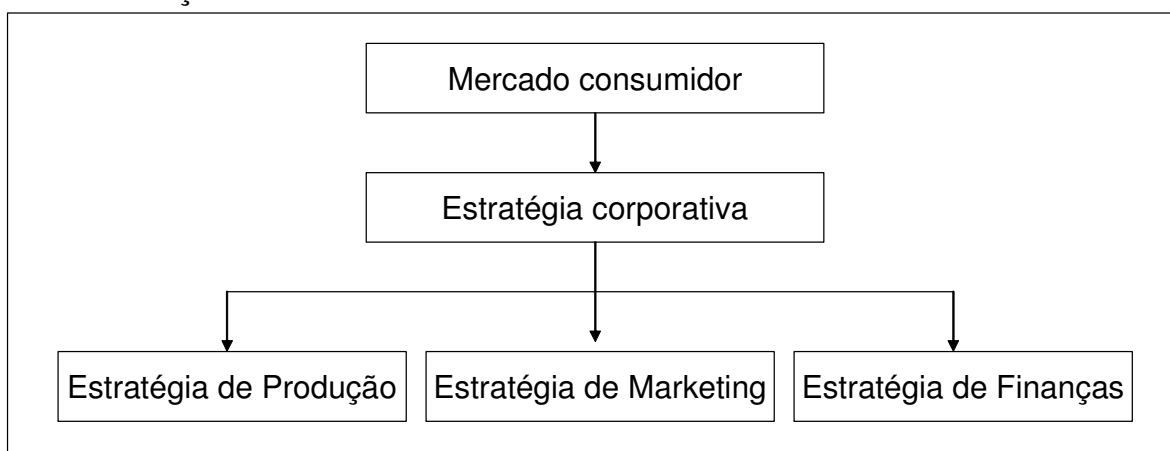 Mercado consumidor
Estratégia corporativa
Estratégia de Produção
Estratégia de Marketing
Estratégia de Finanças